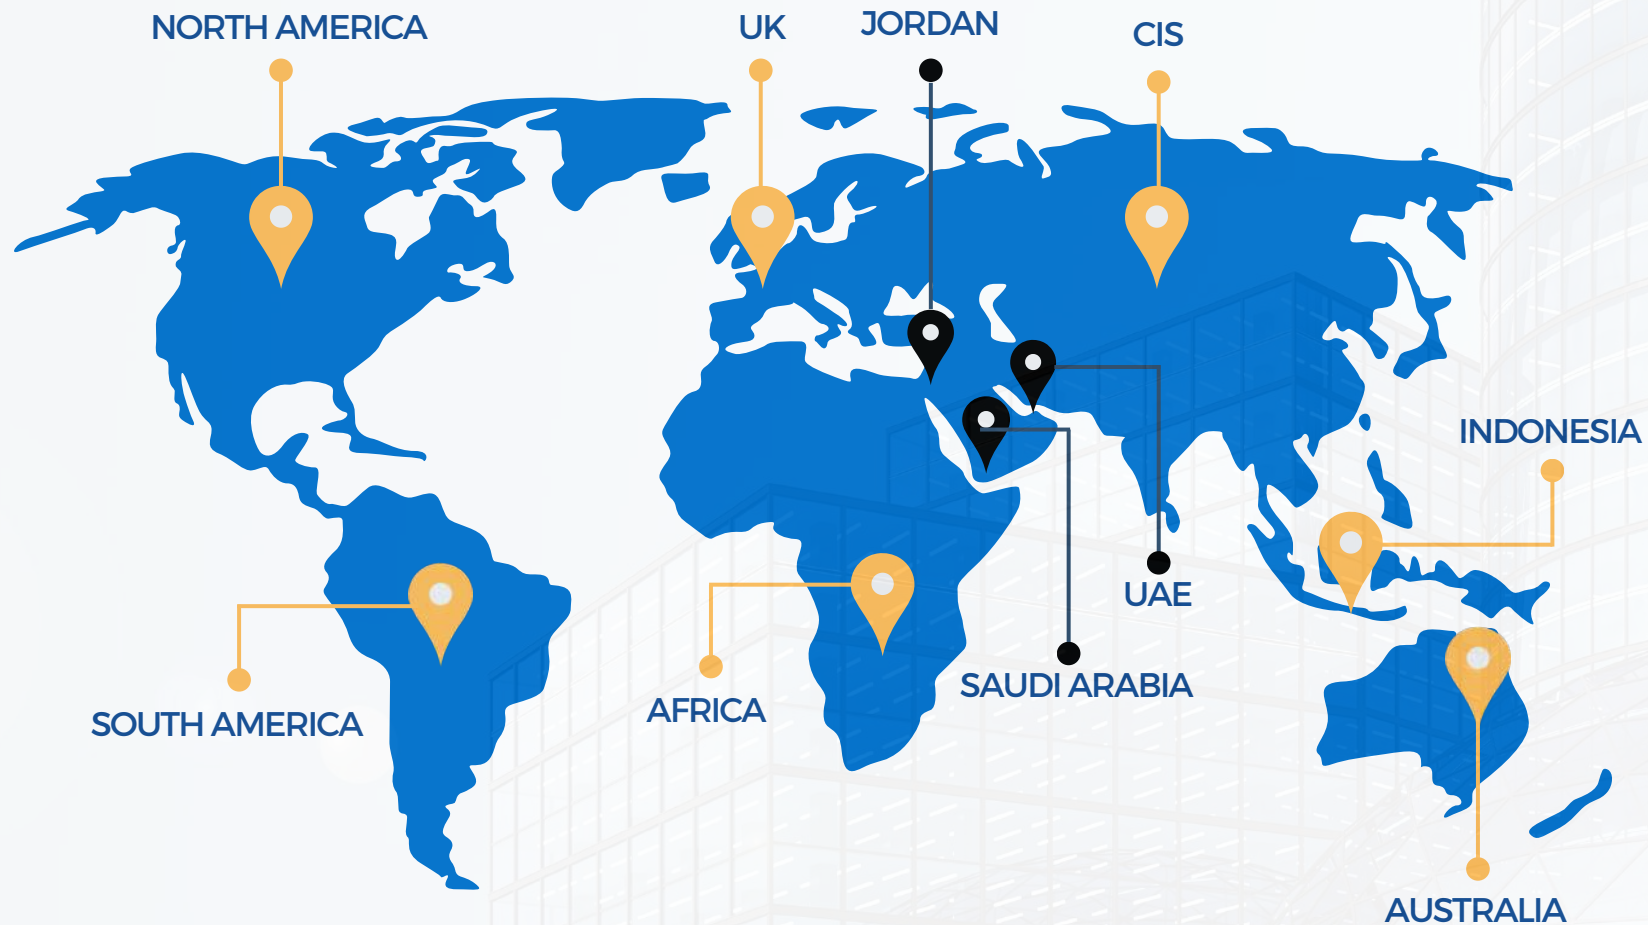 NORTH AMERICA
UK
JORDAN
CIS
INDONESIA
UAE
SAUDI ARABIA
AFRICA
SOUTH AMERICA
AUSTRALIA